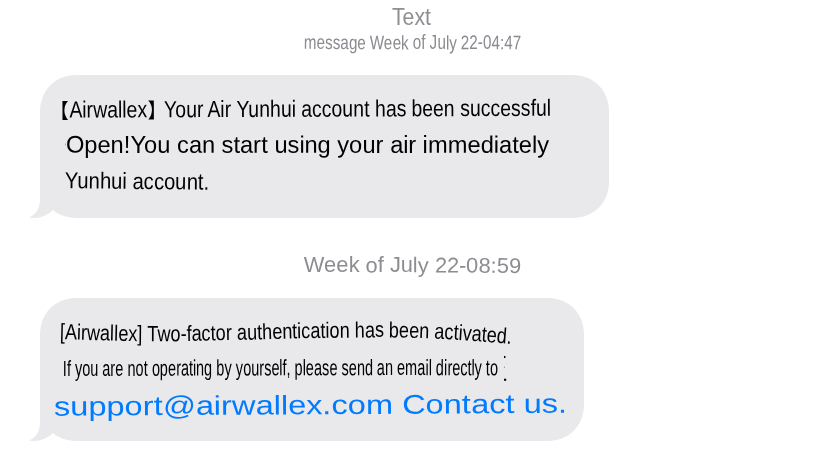 Text
message Week of July 22-04:47
【Airwallex】Your Air Yunhui account has been successful
Open!You can start using your air immediately
Yunhui account.
Week of July 22-08:59
[Airwallex] Two-factor authentication has been activated.
If you are not operating by yourself, please send an email directly to :
support@airwallex.com Contact us.